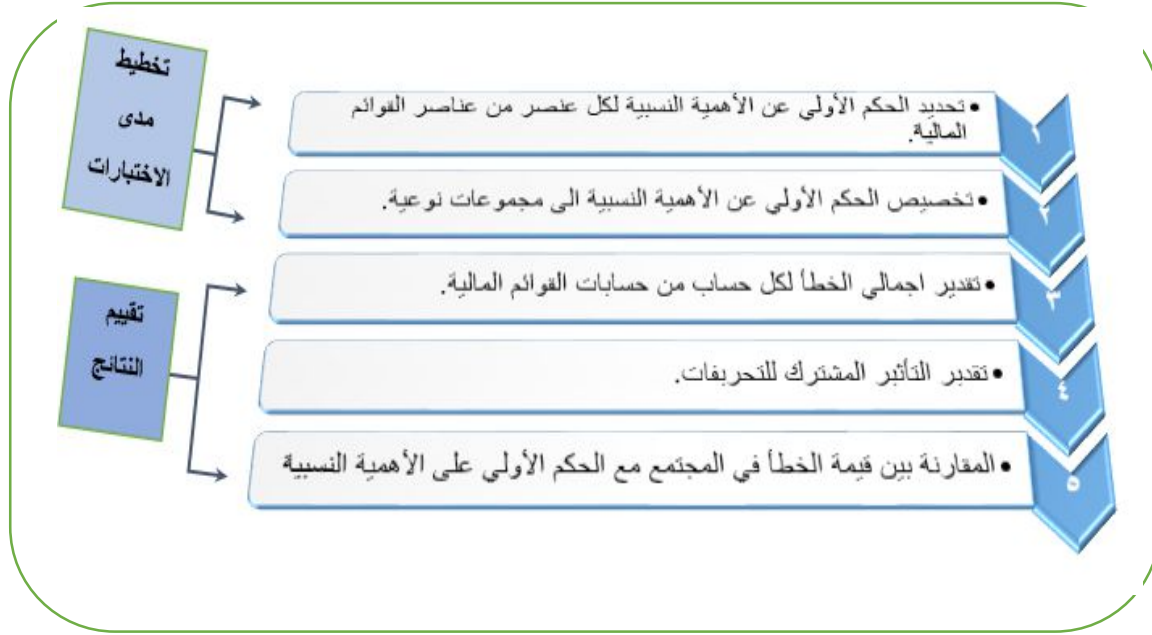 تخطيط
مدى
الاختبارات
١
•تحديد الحكم الأولي عن الأهمية النسبية لكل عنصر من عناصر القوائم
المالية.
٢
•تخصيص الحكم الأولي عن الأهمية النسبية الى مجموعات نوعية.
تقييم
النتائج
٣
•تقدير اجمالي الخطأ لكل حساب من حسابات القوائم المالية.
٤
•تقدير التأثير المشترك للتحريفات.
٥
•المقارنة بين قيمة الخطأ في المجتمع مع الحكم الأولي على الأهمية النسبية